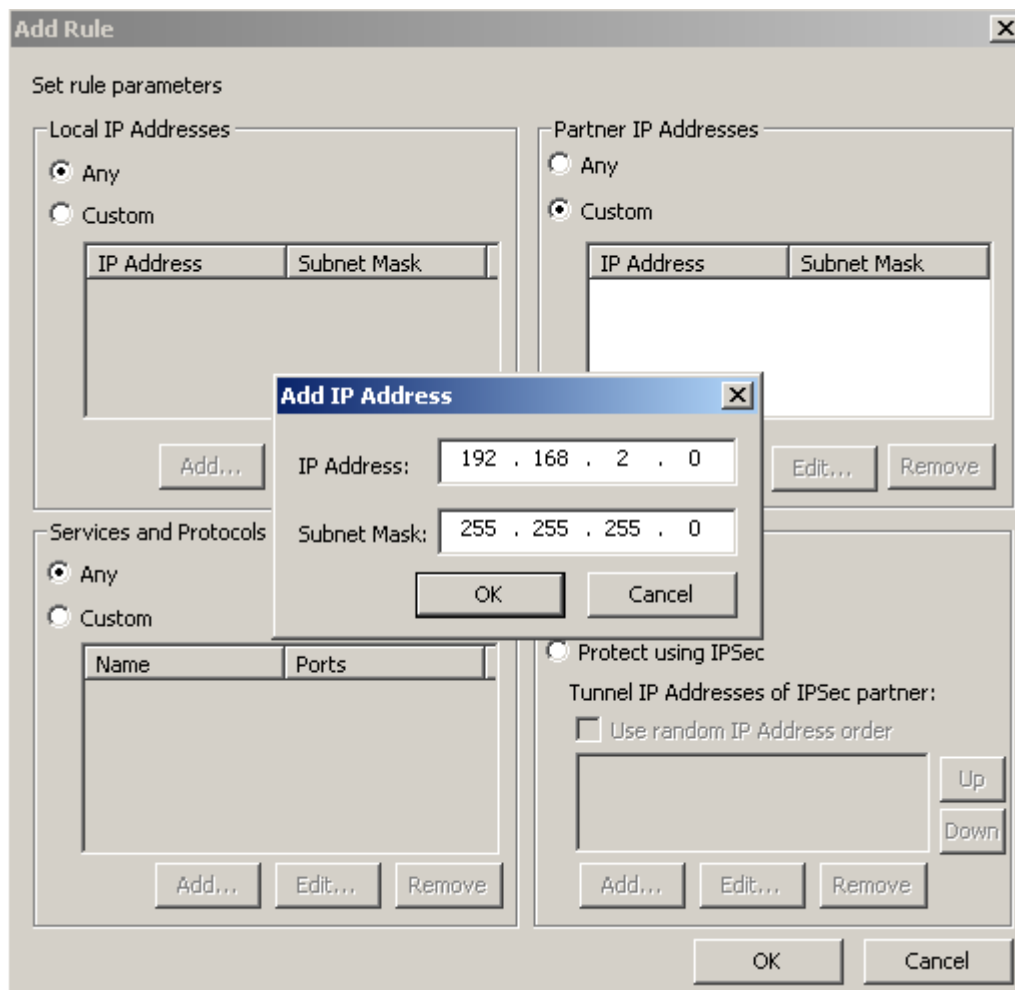 Add Rule
Set rule parameters
Local IP Addresses
Any
Custom
IP Address Subnet Mask
Add...
Partner IP Addresses
Any
Custom
IP Address Subnet Mask
Edit... Remove
Add IP Address
IP Address: 192 . 168 . 2 . 0
Subnet Mask: 255 . 255 . 255 . 0
OK Cancel
Services and Protocols
Any
Custom
Name Ports
Add... Edit... Remove
Protect using IPSec
Tunnel IP Addresses of IPSec partner:
Use random IP Address order
Up
Down
Add... Edit... Remove
OK Cancel